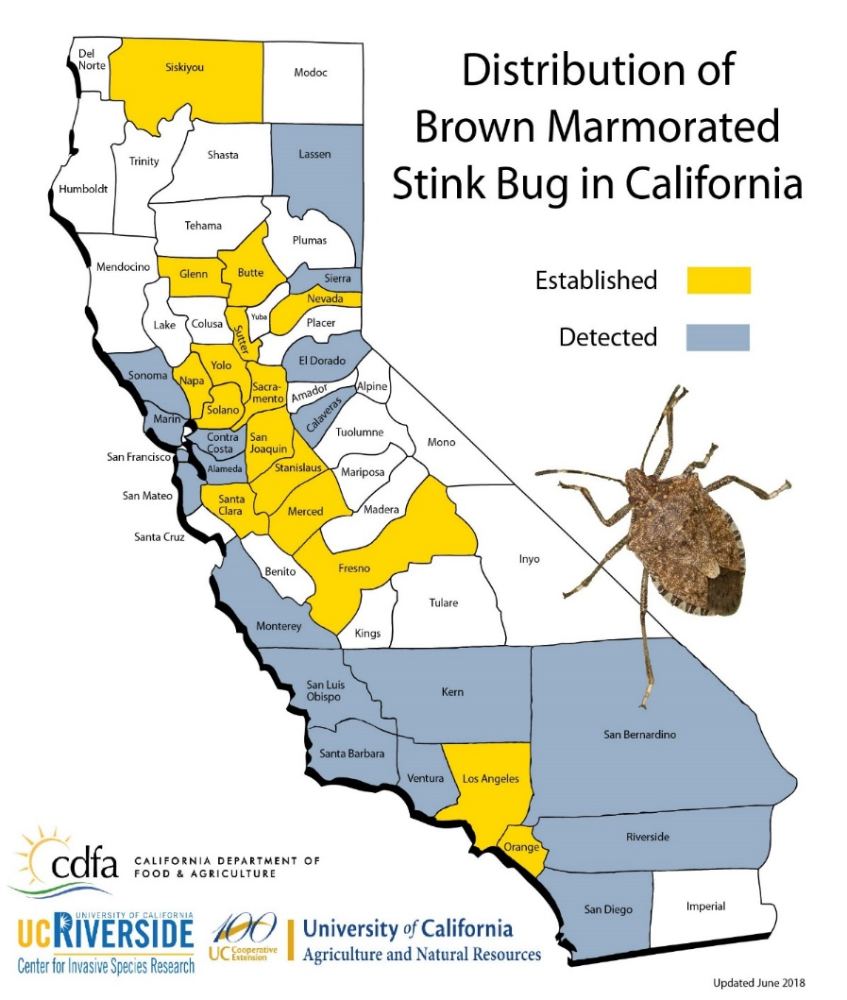 Distribution of
Brown Marmorated
Stink Bug in California
Established
Detected
Del
Norte
Siskiyou
Modoc
Trinity
Shasta
Lassen
Humboldt
Tehama
Plumas
Mendocino
Glenn
Butte
Sierra
Nevada
Lake
Colusa
Sutter
Yuba
Placer
Sonoma
Napa
Yolo
El Dorado
Sacra-
mento
Amador
Alpine
Solano
Marin
Calaveras
Contra
Costa
San
Joaquin
Tuolumne
Mono
San Francisco
Alameda
Stanislaus
Mariposa
San Mateo
Santa
Clara
Merced
Madera
Santa Cruz
Benito
Fresno
Inyo
Monterey
Kings
Tulare
San Luis
Obispo
Kern
San Bernardino
Santa Barbara
Ventura
Los Angeles
Orange
Riverside
San Diego
Imperial
cdfa
CALIFORNIA DEPARTMENT OF
FOOD & AGRICULTURE
UNIVERSITY OF CALIFORNIA
UCRIVERSIDE
Center for Invasive Species Research
100
UC Cooperative
Extension
University of California
Agriculture and Natural Resources
Updated June 2018